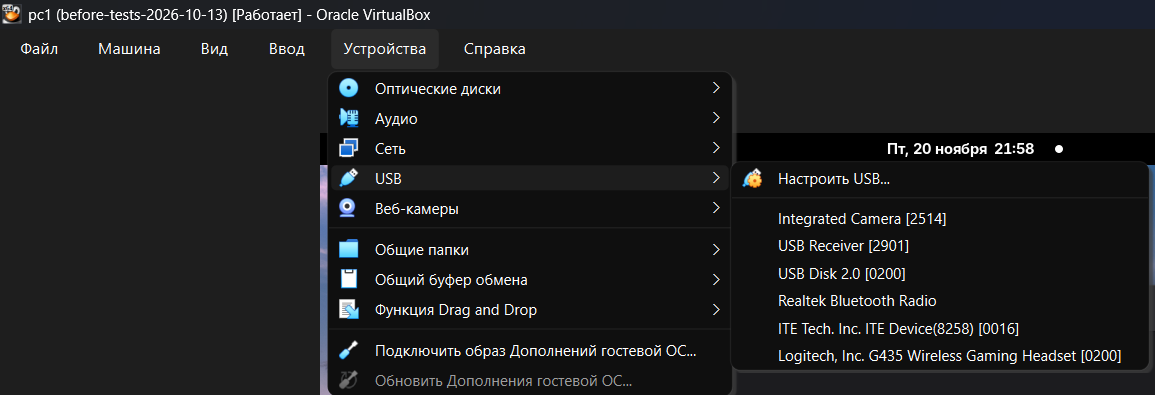 pc1 (before-tests-2026-10-13) [Работает] - Oracle VirtualBox
Файл Машина Вид Ввод Устройства Справка
Оптические диски
Аудио
Сеть
USB
Веб-камеры
Общие папки
Общий буфер обмена
Функция Drag and Drop
Подключить образ Дополнений гостевой ОС...
Обновить Дополнения гостевой ОС...
Пт, 20 ноября 21:58
Настроить USB...
Integrated Camera [2514]
USB Receiver [2901]
USB Disk 2.0 [0200]
Realtek Bluetooth Radio
ITE Tech. Inc. ITE Device(8258) [0016]
Logitech, Inc. G435 Wireless Gaming Headset [0200]